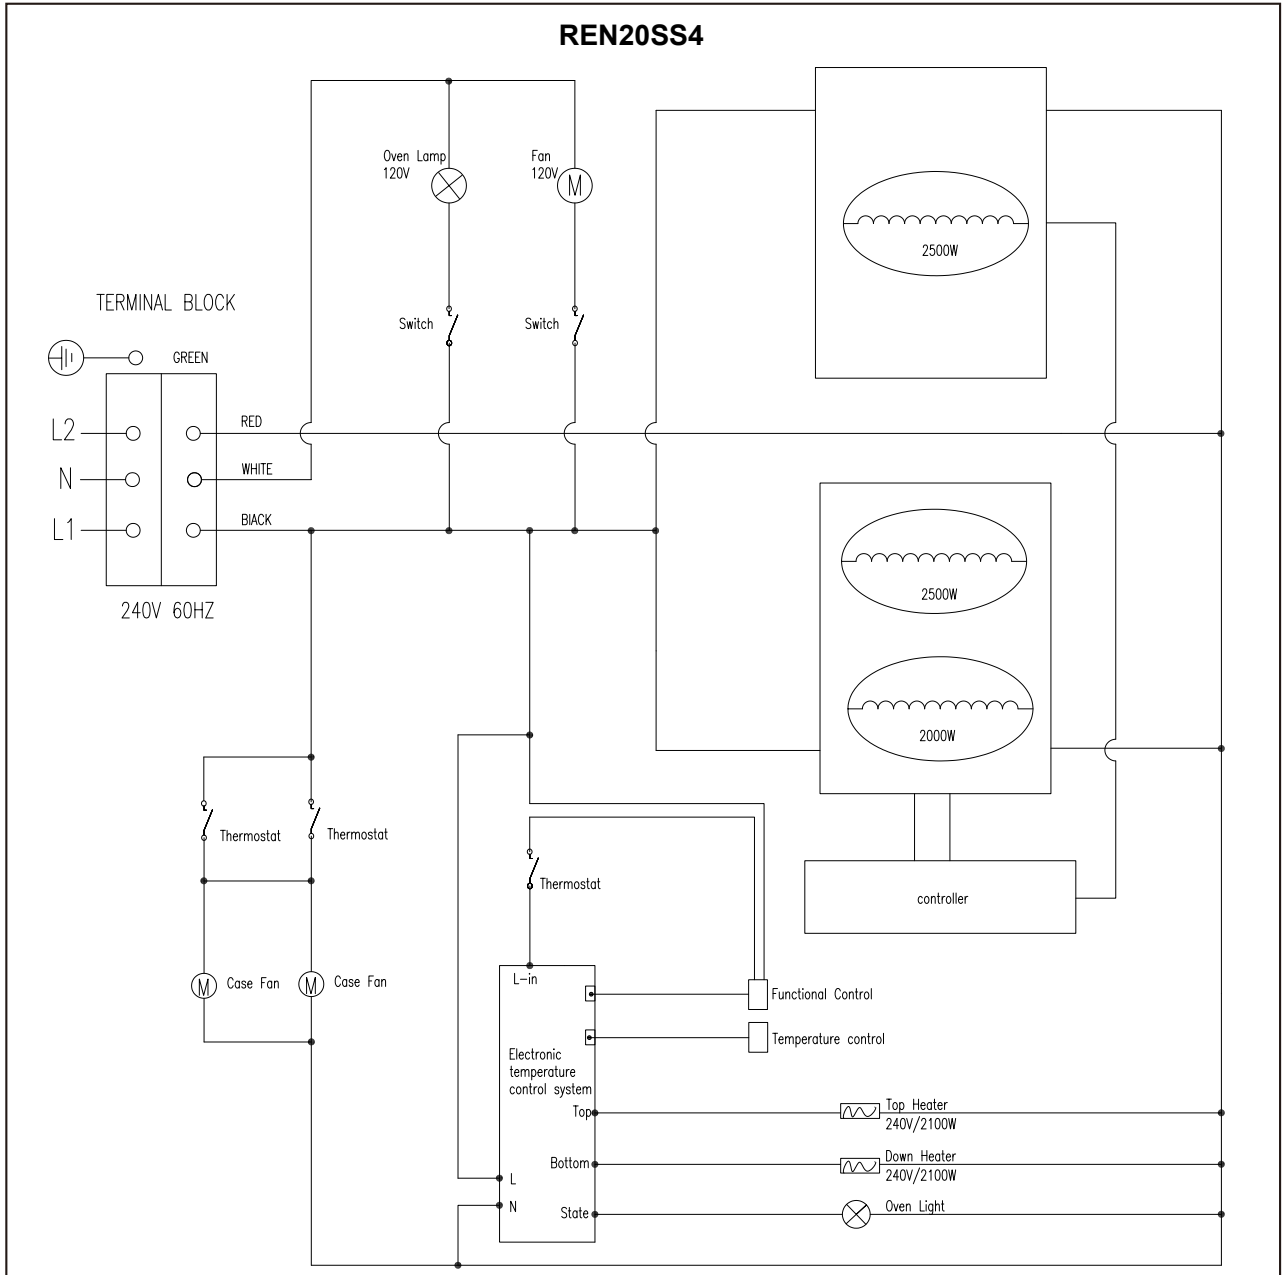 REN20SS4
Oven Lamp
120V
Fan
120V
M
2500W
TERMINAL BLOCK
Switch
Switch
GREEN
L2
RED
N
WHITE
L1
BIACK
2500W
240V 60HZ
2000W
Thermostat
Thermostat
Thermostat
controller
L-in
M
Case Fan
M
Case Fan
Functional Control
Temperature control
Electronic
temperature
control system
Top
Top Heater
240V/2100W
Bottom
Down Heater
240V/2100W
L
N
State
Oven Light